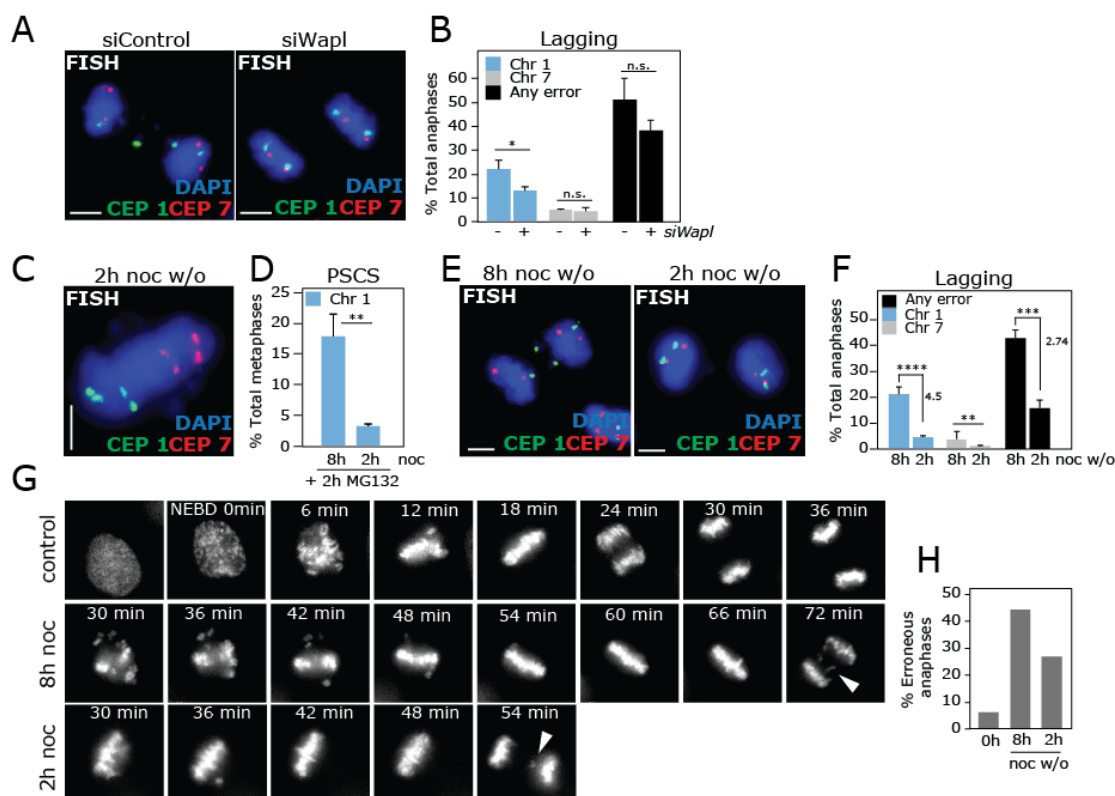 A
siControl
siWapl
FISH
FISH
DAPI
CEP 1 CEP 7
DAPI
CEP 1 CEP 7
B
Lagging
Chr 1
Chr 7
Any error
% Total anaphases
60
50
40
30
20
10
0
*
n.s.
n.s.
- + - + - + siWapl
C
2h noc w/o
FISH
DAPI
CEP 1 CEP 7
D
PSCS
Chr 1
% Total metaphases
25
20
15
10
5
0
**
8h 2h noc
+ 2h MG132
E
8h noc w/o
2h noc w/o
FISH
FISH
DAPI
CEP 1 CEP 7
DAPI
CEP 1 CEP 7
F
Lagging
Any error
Chr 1
Chr 7
% Total anaphases
40
30
20
10
0
****
4.5
**
***
2.74
8h 2h 8h 2h 8h 2h noc w/o
G
control
NEBD 0min
6 min
12 min
18 min
24 min
30 min
36 min
8h noc
30 min
36 min
42 min
48 min
54 min
60 min
66 min
72 min
2h noc
30 min
36 min
42 min
48 min
54 min
H
% Erroneous
anaphases
50
40
30
20
10
0
0h 8h 2h
noc w/o